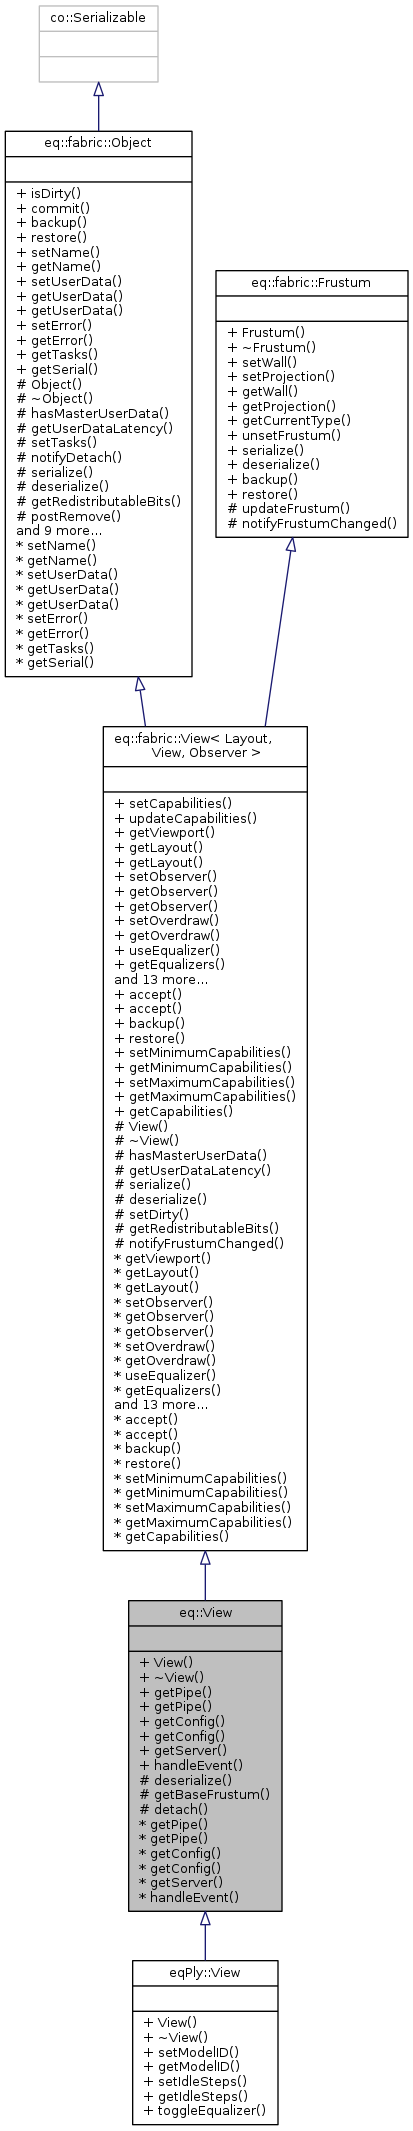 co::Serializable
eq::fabric::Object
+ isDirty()
+ commit()
+ backup()
+ restore()
+ setName()
+ getName()
+ setUserData()
+ getUserData()
+ getUserData()
+ setError()
+ getError()
+ getTasks()
+ getSerial()
# Object()
# ~Object()
# hasMasterUserData()
# getUserDataLatency()
# setTasks()
# notifyDetach()
# serialize()
# deserialize()
# getRedistributableBits()
# postRemove()
and 9 more...
* setName()
* getName()
* setUserData()
* getUserData()
* getUserData()
* setError()
* getError()
* getTasks()
* getSerial()
eq::fabric::Frustum
+ Frustum()
+ ~Frustum()
+ setWall()
+ setProjection()
+ getWall()
+ getProjection()
+ getCurrentType()
+ unsetFrustum()
+ serialize()
+ deserialize()
+ backup()
+ restore()
# updateFrustum()
# notifyFrustumChanged()
eq::fabric::View< Layout,
View, Observer >
+ setCapabilities()
+ updateCapabilities()
+ getViewport()
+ getLayout()
+ getLayout()
+ setObserver()
+ getObserver()
+ getObserver()
+ setOverdraw()
+ getOverdraw()
+ useEqualizer()
+ getEqualizers()
and 13 more...
+ accept()
+ accept()
+ backup()
+ restore()
+ setMinimumCapabilities()
+ getMinimumCapabilities()
+ setMaximumCapabilities()
+ getMaximumCapabilities()
+ getCapabilities()
# View()
# ~View()
# hasMasterUserData()
# getUserDataLatency()
# serialize()
# deserialize()
# setDirty()
# getRedistributableBits()
# notifyFrustumChanged()
* getViewport()
* getLayout()
* getLayout()
* setObserver()
* getObserver()
* getObserver()
* setOverdraw()
* getOverdraw()
* useEqualizer()
* getEqualizers()
and 13 more...
* accept()
* accept()
* backup()
* restore()
* setMinimumCapabilities()
* getMinimumCapabilities()
* setMaximumCapabilities()
* getMaximumCapabilities()
* getCapabilities()
eq::View
+ View()
+ ~View()
+ getPipe()
+ getPipe()
+ getConfig()
+ getConfig()
+ getServer()
+ handleEvent()
# deserialize()
# getBaseFrustum()
# detach()
* getPipe()
* getPipe()
* getConfig()
* getConfig()
* getServer()
* handleEvent()
eqPly::View
+ View()
+ ~View()
+ setModelID()
+ getModelID()
+ setIdleSteps()
+ getIdleSteps()
+ toggleEqualizer()